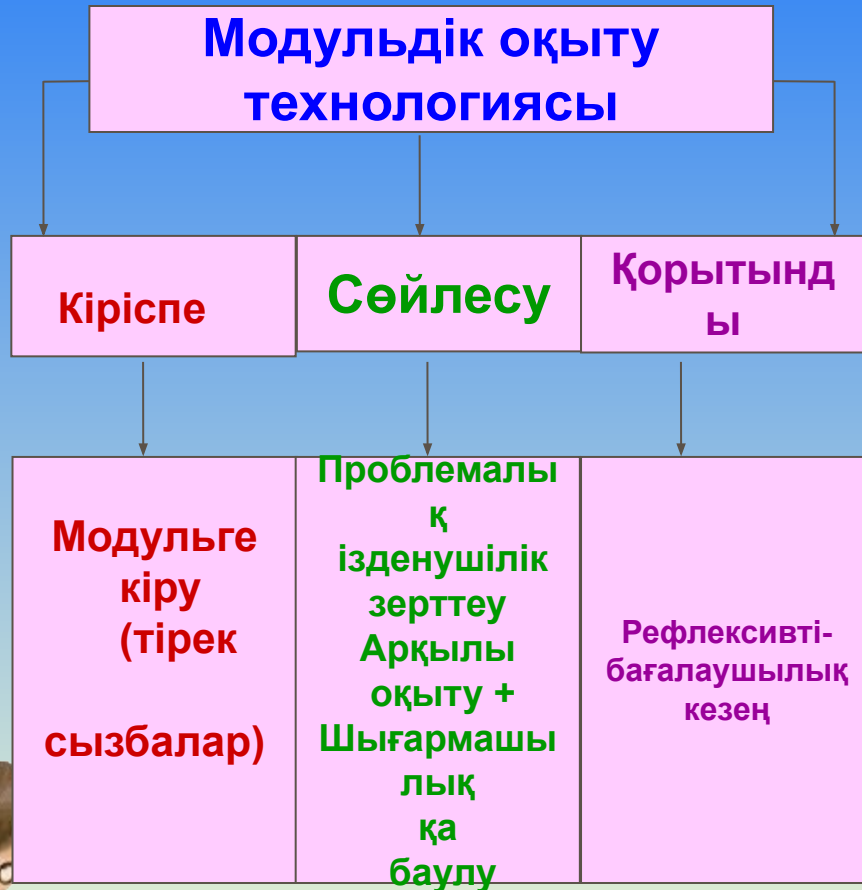 Модульдік оқыту
технологиясы
Кіріспе
Сөйлесу
Қорытынд
ы
Модульге
кіру
(тірек
сызбалар)
Проблемалы
қ
ізденушілік
зерттеу
Арқылы
оқыту +
Шығармашы
лық
қа
баулу
Рефлексивті-
бағалаушылық
кезең